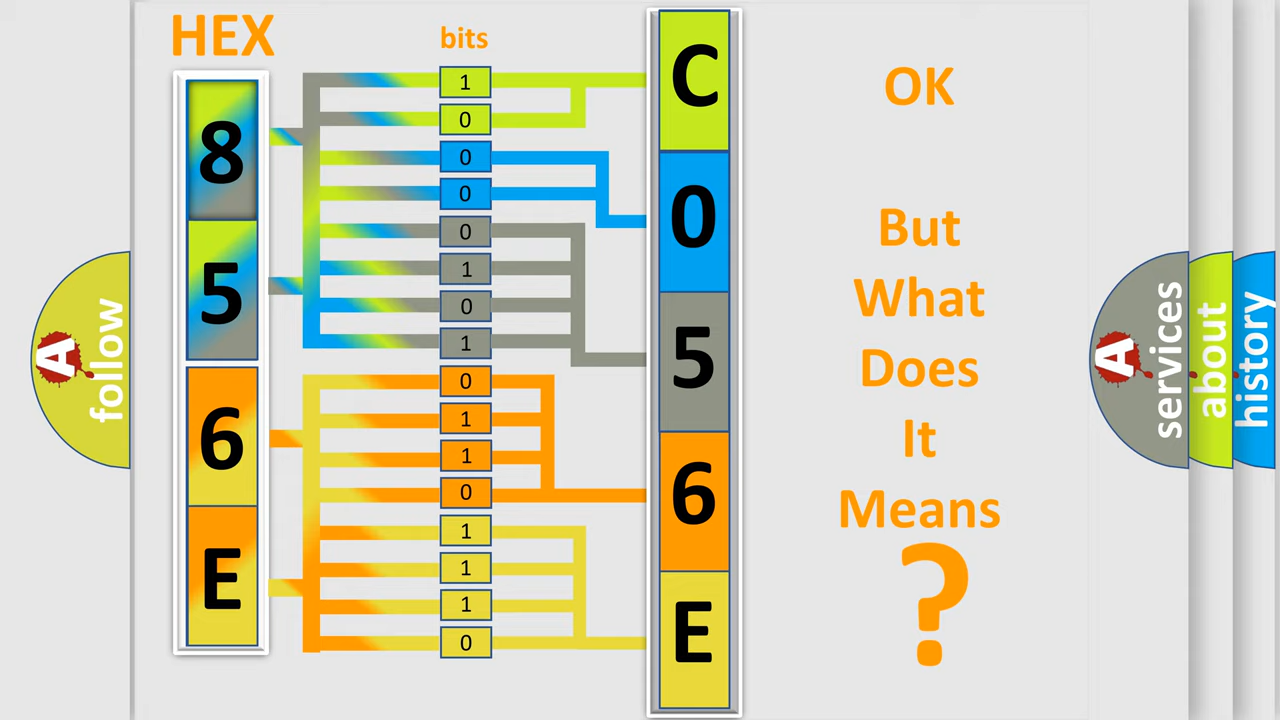 HEX
bits
8
5
6
E
1
0
0
0
0
1
0
1
0
1
1
0
1
1
1
0
C
0
5
6
E
OK
But
What
Does
It
Means
?
A
follow
A
services
about
history